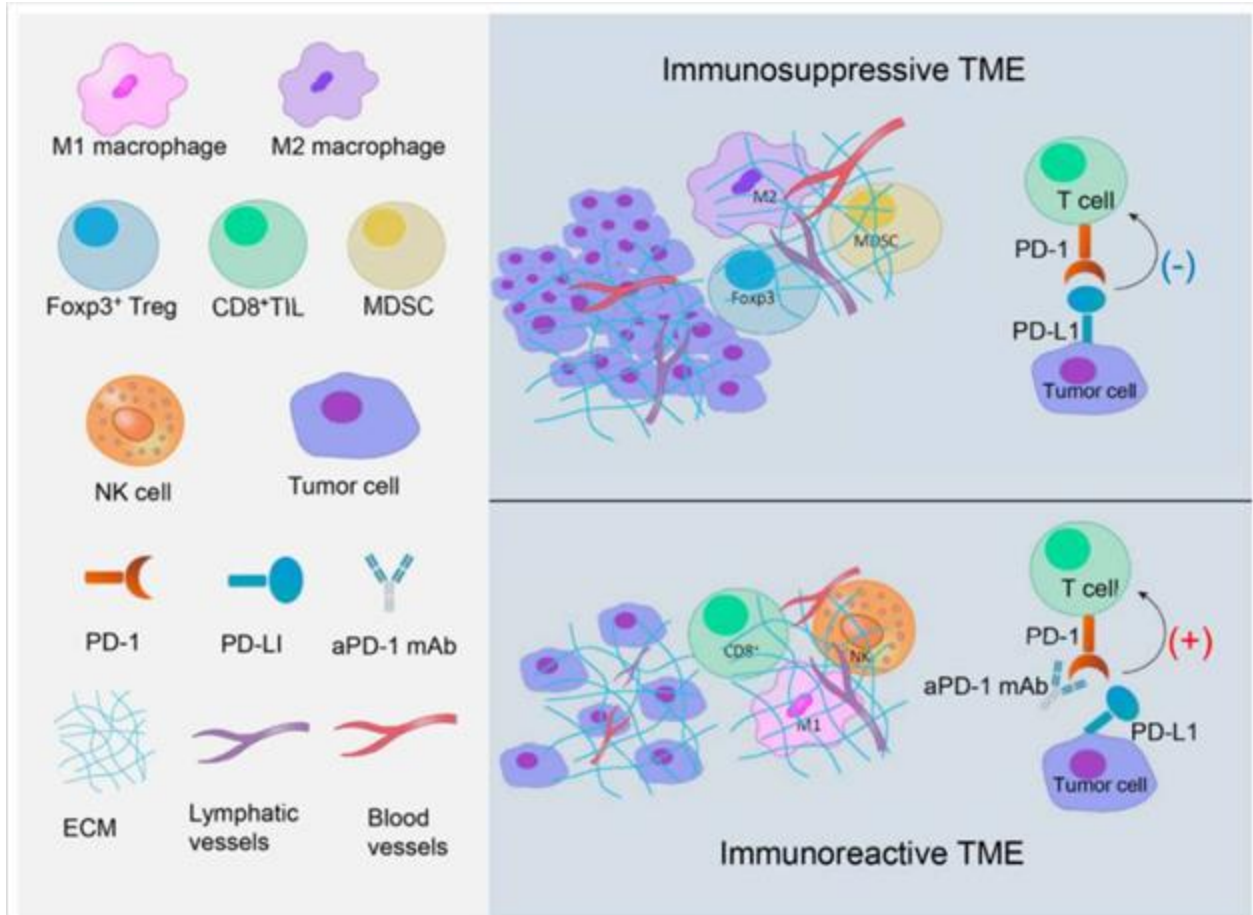 M1 macrophage
M2 macrophage
Foxp3⁺ Treg
CD8⁺TIL
MDSC
NK cell
Tumor cell
PD-1
PD-LI
aPD-1 mAb
ECM
Lymphatic
vessels
Blood
vessels
Immunosuppressive TME
M2
MDSC
Foxp3
T cell
PD-1
(-)
PD-L1
Tumor cell
CD8⁺
NK
M1
T cell
PD-1
(+)
aPD-1 mAb
PD-L1
Tumor cell
Immunoreactive TME